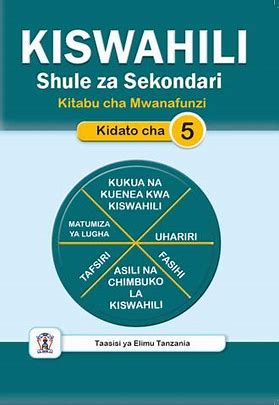 KISWAHILI
Shule za Sekondari
Kitabu cha Mwanafunzi
Kidato cha 5
KUKUA NA
KUENEA KWA
KISWAHILI
MATUMIZA
YA LUGHA
UHARIRI
TAFSIRI
FASIHI
ASILI NA
CHIMBUKO
LA
KISWAHILI
Taasisi ya Elimu Tanzania